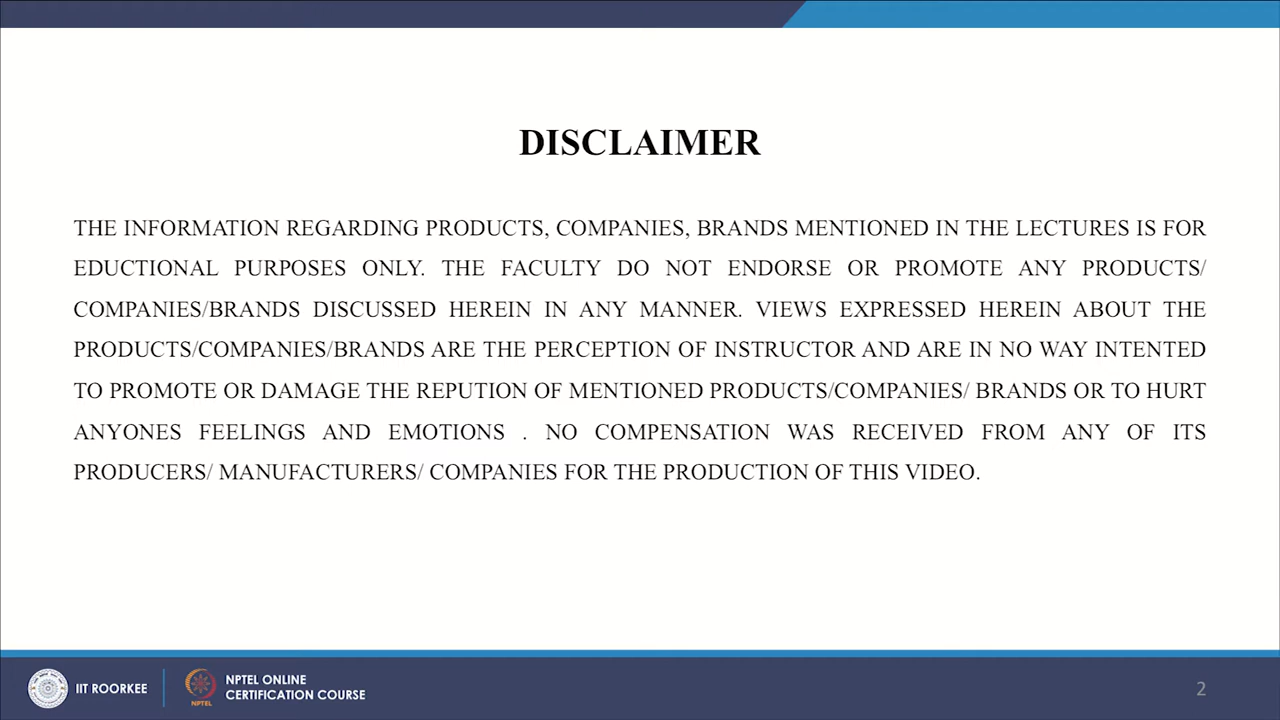 DISCLAIMER
THE INFORMATION REGARDING PRODUCTS, COMPANIES, BRANDS MENTIONED IN THE LECTURES IS FOR
EDUCTIONAL PURPOSES ONLY. THE FACULTY DO NOT ENDORSE OR PROMOTE ANY PRODUCTS/
COMPANIES/BRANDS DISCUSSED HEREIN IN ANY MANNER. VIEWS EXPRESSED HEREIN ABOUT THE
PRODUCTS/COMPANIES/BRANDS ARE THE PERCEPTION OF INSTRUCTOR AND ARE IN NO WAY INTENTED
TO PROMOTE OR DAMAGE THE REPUTION OF MENTIONED PRODUCTS/COMPANIES/ BRANDS OR TO HURT
ANYONES FEELINGS AND EMOTIONS . NO COMPENSATION WAS RECEIVED FROM ANY OF ITS
PRODUCERS/ MANUFACTURERS/ COMPANIES FOR THE PRODUCTION OF THIS VIDEO.
IIT ROORKEE
NPTEL
NPTEL ONLINE
CERTIFICATION COURSE
2